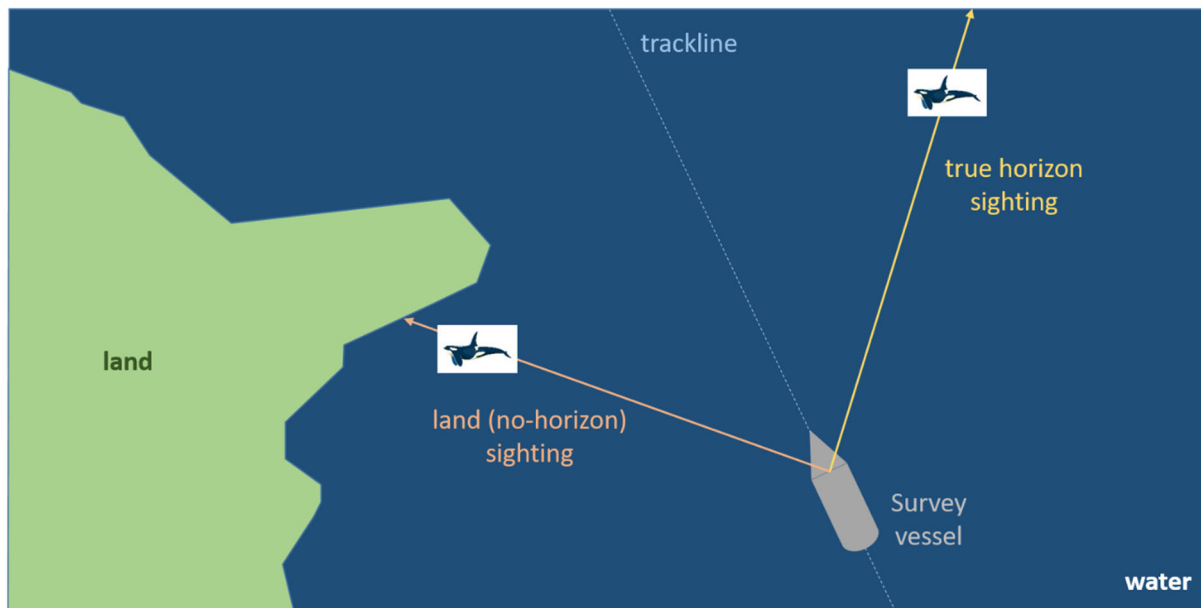 trackline
true horizon
sighting
land
land (no-horizon)
sighting
Survey
vessel
water